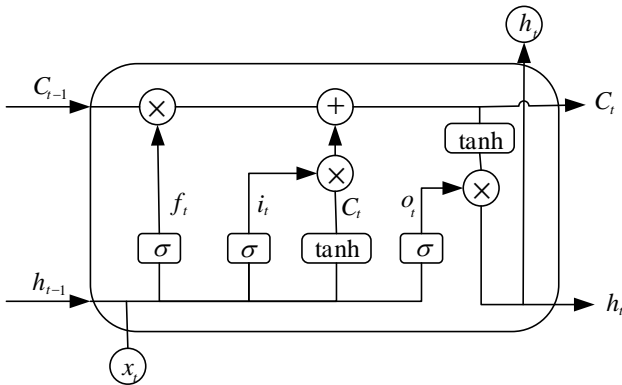 h_t
C_{t-1}
×
+
C_t
tanh
×
×
f_t
i_t
C_t
o_t
σ
σ
tanh
σ
h_{t-1}
h_t
x_t